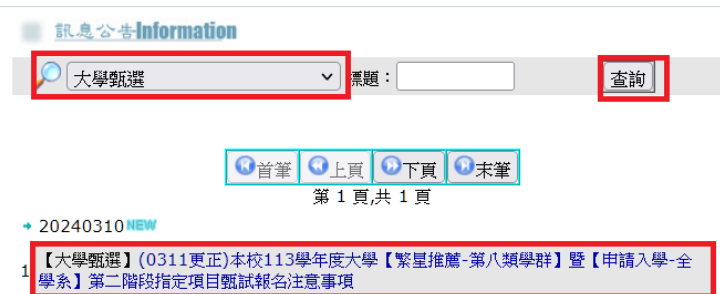 訊息公告Information
大學甄選 標題： 查詢
首筆 上頁 下頁 末筆
第 1 頁,共 1 頁
20240310 NEW
1 【大學甄選】(0311更正)本校113學年度大學【繁星推薦-第八類學群】暨【申請入學-全
學系】第二階段指定項目甄試報名注意事項